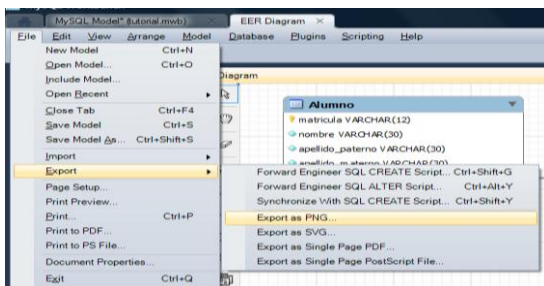 MySQL Model* (tutorial.mwb)
EER Diagram
File Edit View Arrange Model Database Plugins Scripting Help
New Model Ctrl+N
Open Model... Ctrl+O
Include Model...
Open Recent
Close Tab Ctrl+F4
Save Model Ctrl+S
Save Model As... Ctrl+Shift+S
Import
Export
Page Setup...
Print Preview...
Print... Ctrl+P
Print to PDF...
Print to PS File...
Document Properties...
Exit Ctrl+Q
Diagram
Alumno
matricula VARCHAR(12)
nombre VARCHAR(30)
apellido_paterno VARCHAR(30)
apellido_materno VARCHAR(30)
Forward Engineer SQL CREATE Script... Ctrl+Shift+G
Forward Engineer SQL ALTER Script... Ctrl+Alt+Y
Synchronize With SQL CREATE Script... Ctrl+Shift+Y
Export as PNG...
Export as SVG...
Export as Single Page PDF...
Export as Single Page PostScript File...